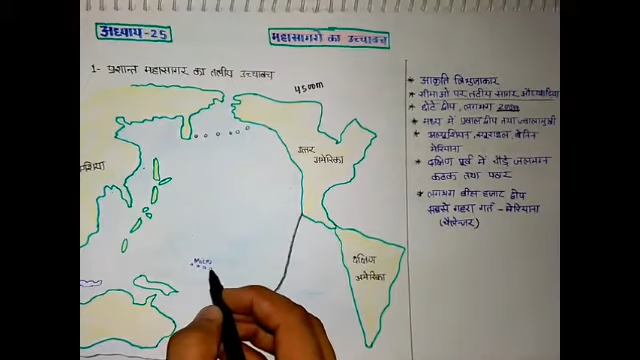 अध्याय-25
महासागरों का उच्चावच
1- प्रशान्त महासागर का तलीय उच्चावच
4500m
उत्तर
अमेरिका
दक्षिण
अमेरिका
* आकृति त्रिभुजाकार
* सीमाओ पर तटीय सागर
* छोटे द्वीप, लगभग 2000
* मध्य में प्रवाल द्वीप तथा ज्वालामुखी
* अल्यूशियन, क्यूराइल, बेनिन
मेरियाना
* दक्षिण पूर्व में चौड़े जलमग्न
कटक तथा पठार
* लगभग बीस हजार द्वीप
सबसे गहरा गर्त - मेरियाना
(चैलेन्जर)